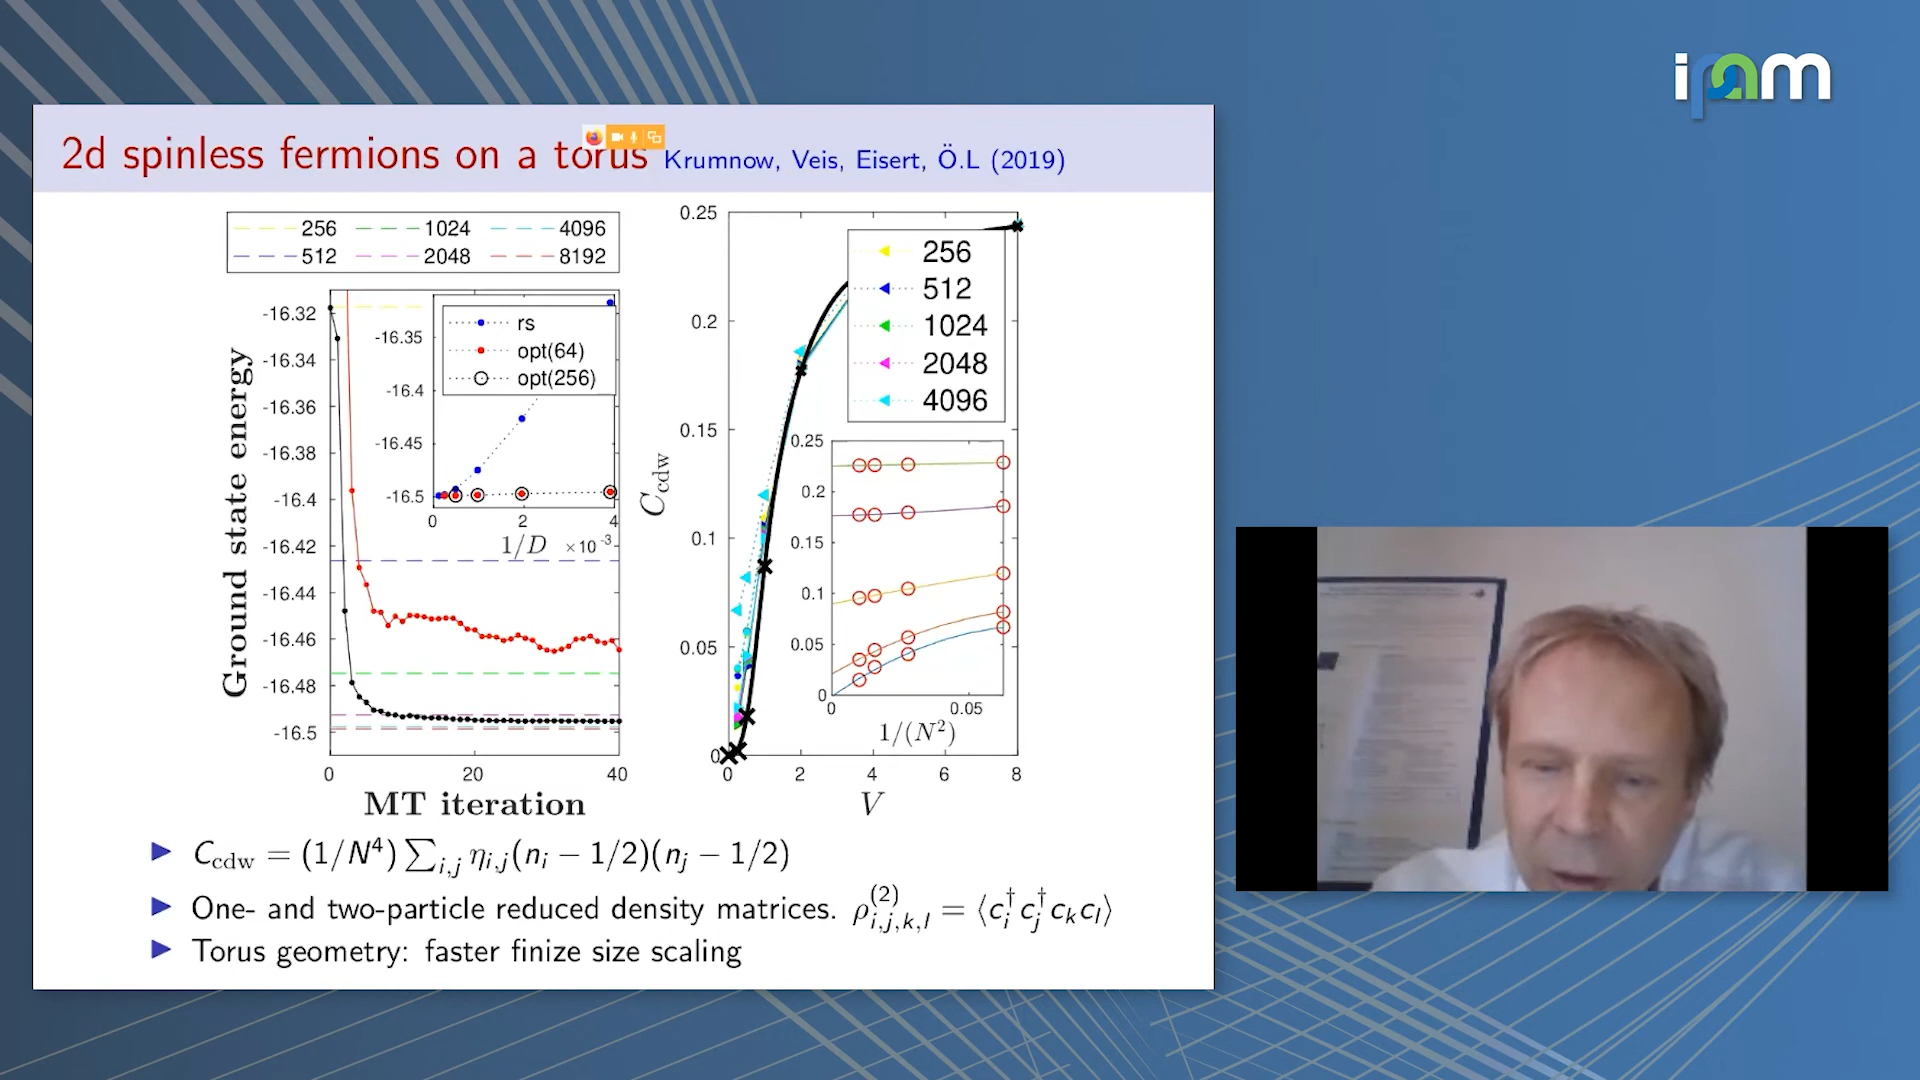 ipam
2d spinless fermions on a torus Krumnow, Veis, Eisert, Ö.L (2019)
256 1024 4096
512 2048 8192
-16.32
-16.34
-16.36
-16.38
-16.4
-16.42
-16.44
-16.46
-16.48
-16.5
Ground state energy
0 20 40
MT iteration
rs
opt(64)
opt(256)
-16.35
-16.4
-16.45
-16.5
0 2 4
1/D ×10⁻³
0.25
0.2
0.15
0.1
0.05
0
C_cdw
0 2 4 6 8
V
256
512
1024
2048
4096
0.25
0.2
0.15
0.1
0.05
0
0 0.05
1/(N²)
▶ C_cdw = (1/N⁴) ∑_{i,j} η_{i,j}(n_i − 1/2)(n_j − 1/2)
▶ One- and two-particle reduced density matrices. ρ^{(2)}_{i,j,k,l} = ⟨c_i^† c_j^† c_k c_l⟩
▶ Torus geometry: faster finize size scaling